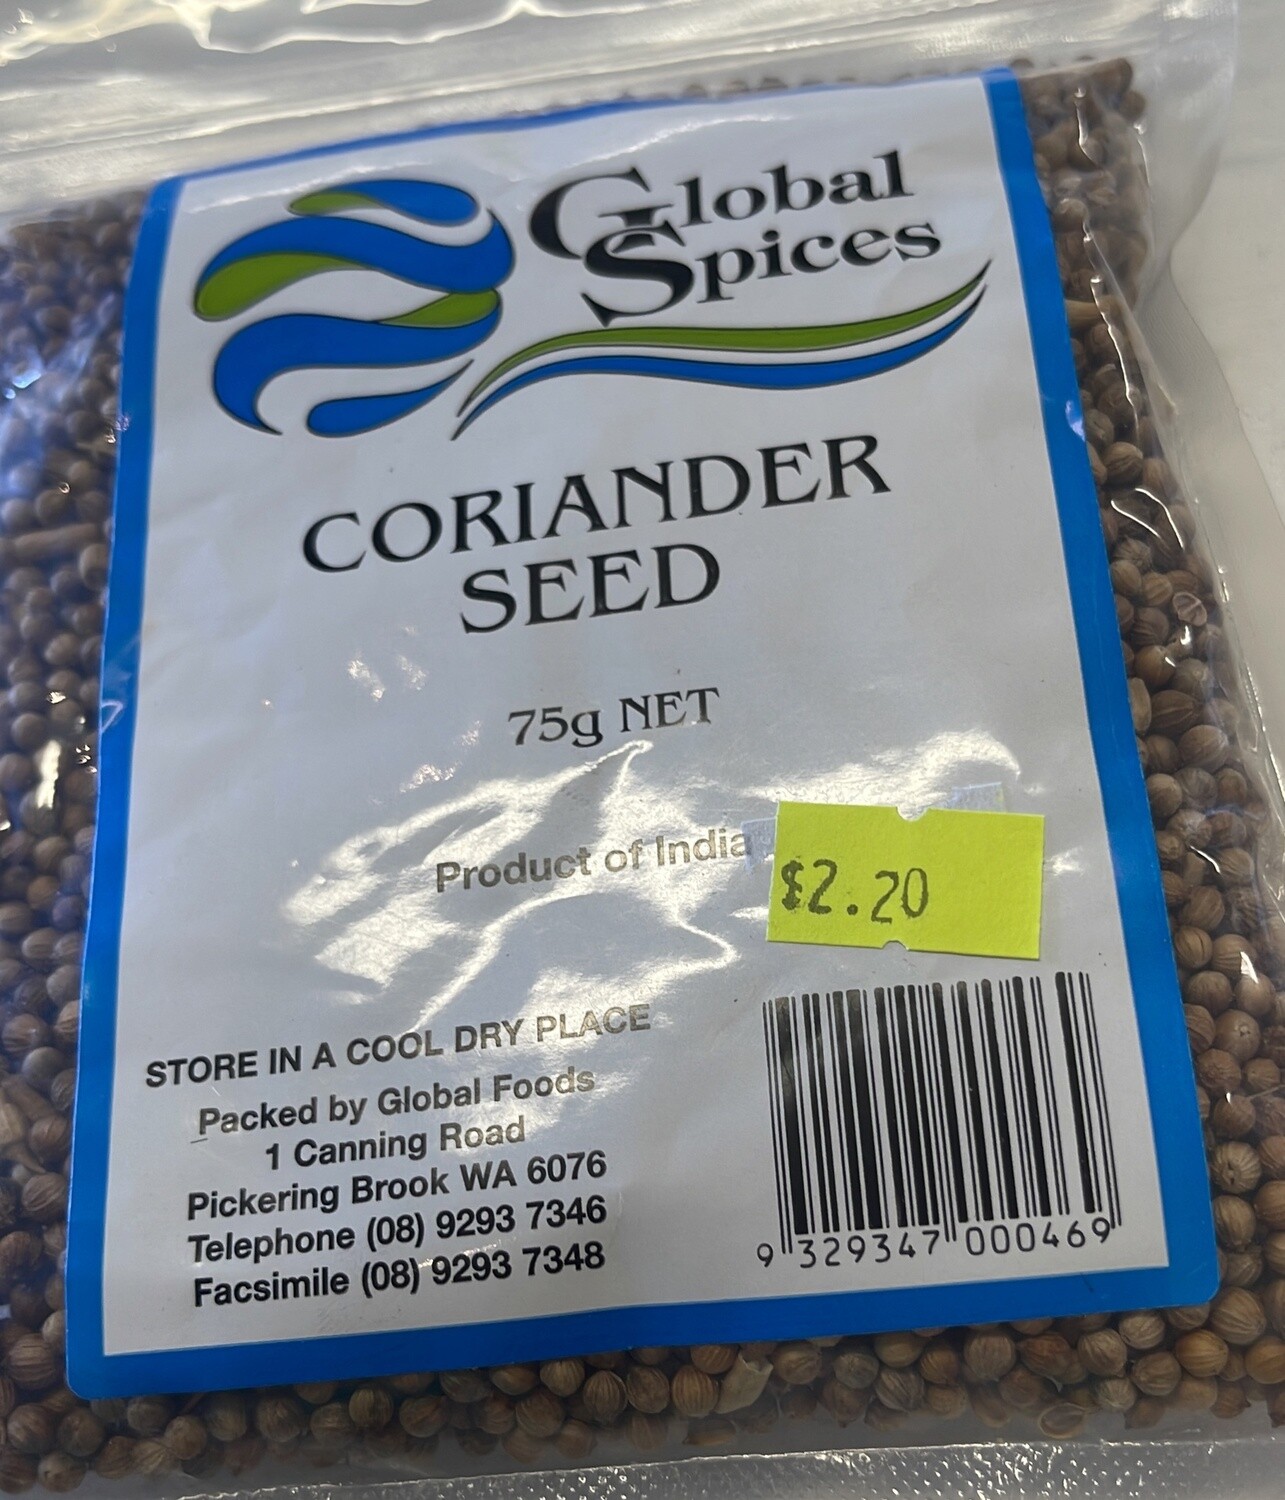 Global
Spices
CORIANDER
SEED
75g NET
Product of India
$2.20
STORE IN A COOL DRY PLACE
Packed by Global Foods
1 Canning Road
Pickering Brook WA 6076
Telephone (08) 9293 7346
Facsimile (08) 9293 7348
9 329347 000469